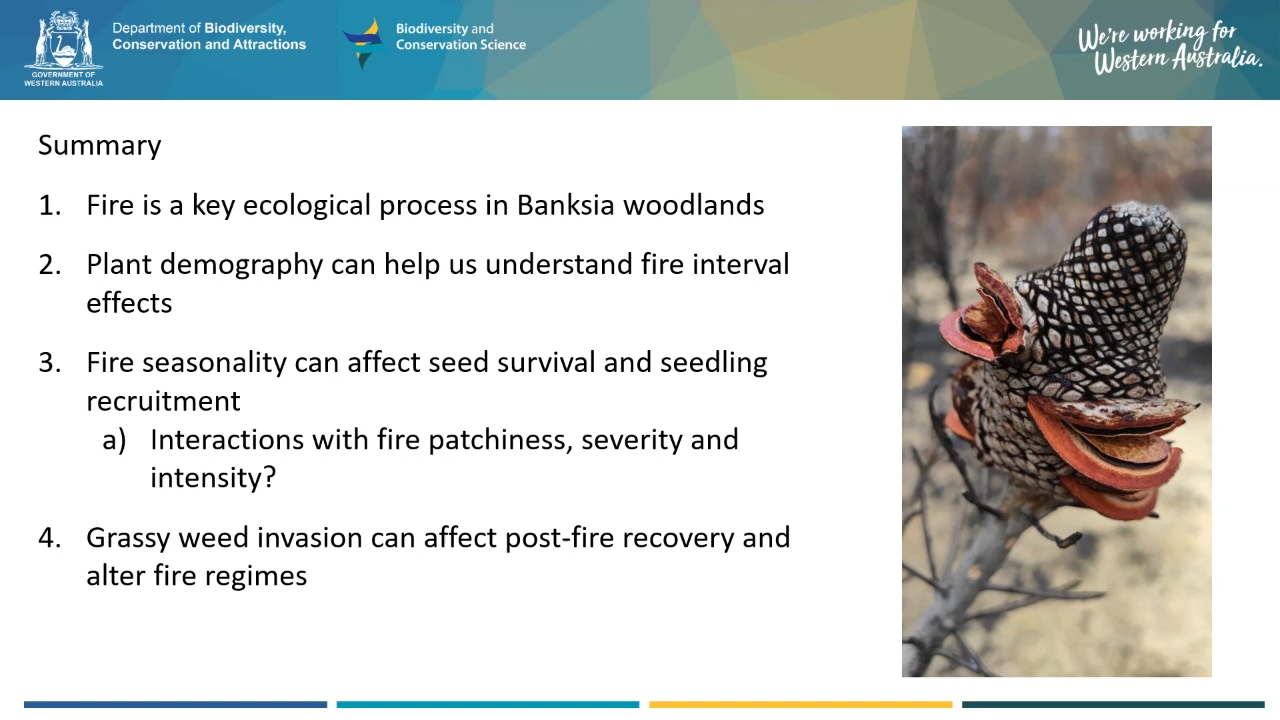 Department of Biodiversity,
Conservation and Attractions
GOVERNMENT OF
WESTERN AUSTRALIA
Biodiversity and
Conservation Science
We're working for
Western Australia.
Summary
1. Fire is a key ecological process in Banksia woodlands
2. Plant demography can help us understand fire interval
effects
3. Fire seasonality can affect seed survival and seedling
recruitment
a) Interactions with fire patchiness, severity and
intensity?
4. Grassy weed invasion can affect post-fire recovery and
alter fire regimes